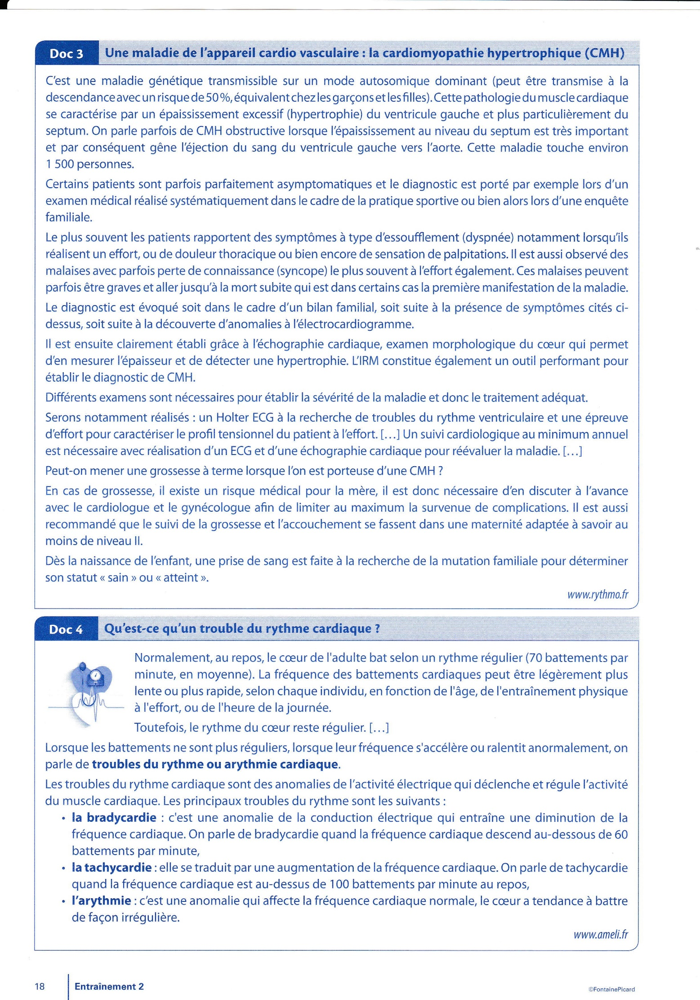 Doc 3 Une maladie de l'appareil cardio vasculaire : la cardiomyopathie hypertrophique (CMH)
C'est une maladie génétique transmissible sur un mode autosomique dominant (peut être transmise à la
descendance avec un risque de 50 %, équivalent chez les garçons et les filles). Cette pathologie du muscle cardiaque
se caractérise par un épaississement excessif (hypertrophie) du ventricule gauche et plus particulièrement du
septum. On parle parfois de CMH obstructive lorsque l'épaississement au niveau du septum est très important
et par conséquent gêne l'éjection du sang du ventricule gauche vers l'aorte. Cette maladie touche environ
1 500 personnes.
Certains patients sont parfois parfaitement asymptomatiques et le diagnostic est porté par exemple lors d'un
examen médical réalisé systématiquement dans le cadre de la pratique sportive ou bien alors lors d'une enquête
familiale.
Le plus souvent les patients rapportent des symptômes à type d'essoufflement (dyspnée) notamment lorsqu'ils
réalisent un effort, ou de douleur thoracique ou bien encore de sensation de palpitations. Il est aussi observé des
malaises avec parfois perte de connaissance (syncope) le plus souvent à l'effort également. Ces malaises peuvent
parfois être graves et aller jusqu'à la mort subite qui est dans certains cas la première manifestation de la maladie.
Le diagnostic est évoqué soit dans le cadre d'un bilan familial, soit suite à la présence de symptômes cités ci-
dessus, soit suite à la découverte d'anomalies à l'électrocardiogramme.
Il est ensuite clairement établi grâce à l'échographie cardiaque, examen morphologique du cœur qui permet
d'en mesurer l'épaisseur et de détecter une hypertrophie. L'IRM constitue également un outil performant pour
établir le diagnostic de CMH.
Différents examens sont nécessaires pour établir la sévérité de la maladie et donc le traitement adéquat.
Serons notamment réalisés : un Holter ECG à la recherche de troubles du rythme ventriculaire et une épreuve
d'effort pour caractériser le profil tensionnel du patient à l'effort. [...] Un suivi cardiologique au minimum annuel
est nécessaire avec réalisation d'un ECG et d'une échographie cardiaque pour réévaluer la maladie. [...]
Peut-on mener une grossesse à terme lorsque l'on est porteuse d'une CMH ?
En cas de grossesse, il existe un risque médical pour la mère, il est donc nécessaire d'en discuter à l'avance
avec le cardiologue et le gynécologue afin de limiter au maximum la survenue de complications. Il est aussi
recommandé que le suivi de la grossesse et l'accouchement se fassent dans une maternité adaptée à savoir au
moins de niveau II.
Dès la naissance de l'enfant, une prise de sang est faite à la recherche de la mutation familiale pour déterminer
son statut « sain » ou « atteint ».
www.rythmo.fr
Doc 4 Qu'est-ce qu'un trouble du rythme cardiaque ?
Normalement, au repos, le cœur de l'adulte bat selon un rythme régulier (70 battements par
minute, en moyenne). La fréquence des battements cardiaques peut être légèrement plus
lente ou plus rapide, selon chaque individu, en fonction de l'âge, de l'entraînement physique
à l'effort, ou de l'heure de la journée.
Toutefois, le rythme du cœur reste régulier. [...]
Lorsque les battements ne sont plus réguliers, lorsque leur fréquence s'accélère ou ralentit anormalement, on
parle de troubles du rythme ou arythmie cardiaque.
Les troubles du rythme cardiaque sont des anomalies de l'activité électrique qui déclenche et régule l'activité
du muscle cardiaque. Les principaux troubles du rythme sont les suivants :
• la bradycardie : c'est une anomalie de la conduction électrique qui entraîne une diminution de la
fréquence cardiaque. On parle de bradycardie quand la fréquence cardiaque descend au-dessous de 60
battements par minute,
• la tachycardie : elle se traduit par une augmentation de la fréquence cardiaque. On parle de tachycardie
quand la fréquence cardiaque est au-dessus de 100 battements par minute au repos,
• l'arythmie : c'est une anomalie qui affecte la fréquence cardiaque normale, le cœur a tendance à battre
de façon irrégulière.
www.ameli.fr
18 Entraînement 2
©FontainePicard